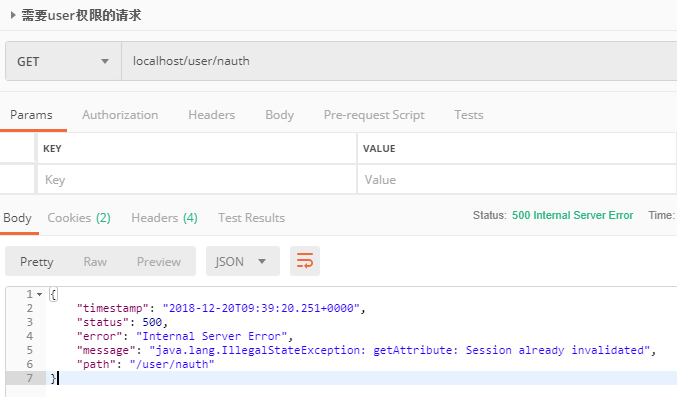 需要user权限的请求
GET localhost/user/nauth
Params Authorization Headers Body Pre-request Script Tests
KEY VALUE
Key Value
Body Cookies (2) Headers (4) Test Results Status: 500 Internal Server Error Time:
Pretty Raw Preview JSON
1 {
2 "timestamp": "2018-12-20T09:39:20.251+0000",
3 "status": 500,
4 "error": "Internal Server Error",
5 "message": "java.lang.IllegalStateException: getAttribute: Session already invalidated",
6 "path": "/user/nauth"
7 }